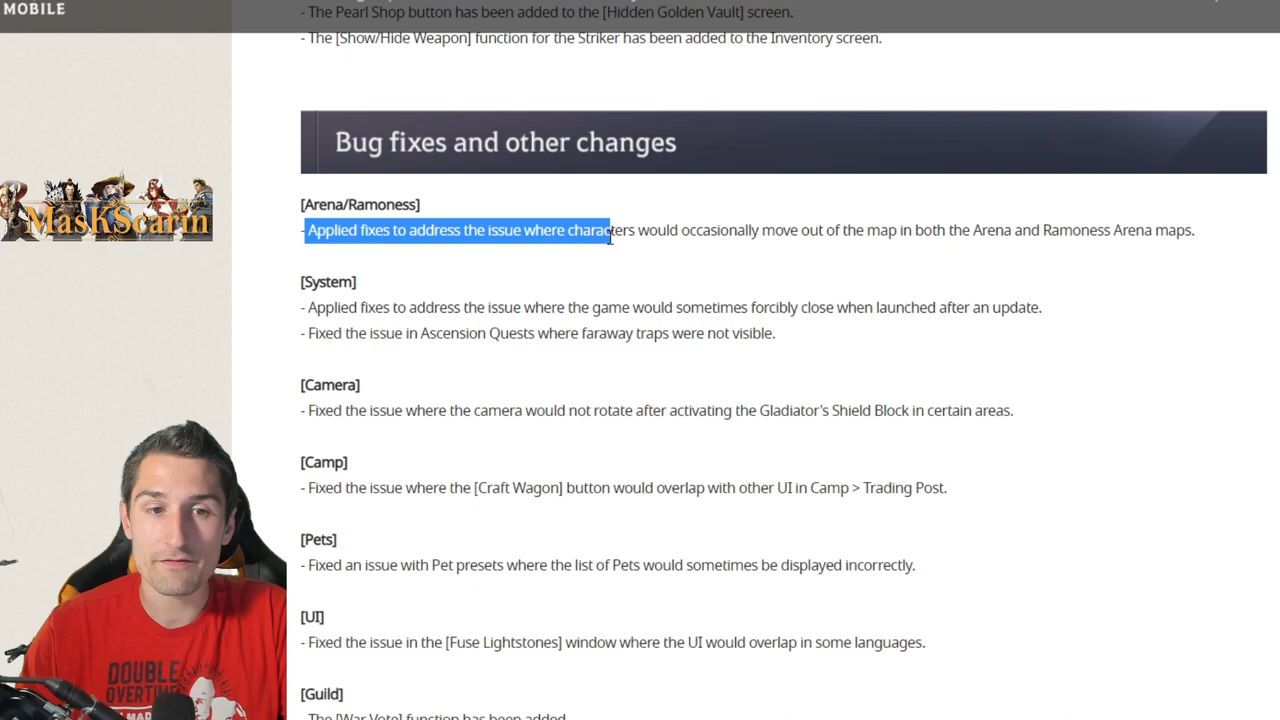 MOBILE
- The Pearl Shop button has been added to the [Hidden Golden Vault] screen.
- The [Show/Hide Weapon] function for the Striker has been added to the Inventory screen.
Bug fixes and other changes
[Arena/Ramoness]
- Applied fixes to address the issue where characters would occasionally move out of the map in both the Arena and Ramoness Arena maps.
MasKScarin
[System]
- Applied fixes to address the issue where the game would sometimes forcibly close when launched after an update.
- Fixed the issue in Ascension Quests where faraway traps were not visible.
[Camera]
- Fixed the issue where the camera would not rotate after activating the Gladiator's Shield Block in certain areas.
[Camp]
- Fixed the issue where the [Craft Wagon] button would overlap with other UI in Camp > Trading Post.
[Pets]
- Fixed an issue with Pet presets where the list of Pets would sometimes be displayed incorrectly.
[UI]
- Fixed the issue in the [Fuse Lightstones] window where the UI would overlap in some languages.
DOUBLE
OVERTIME
[Guild]
- The [War Vote] function has been added.